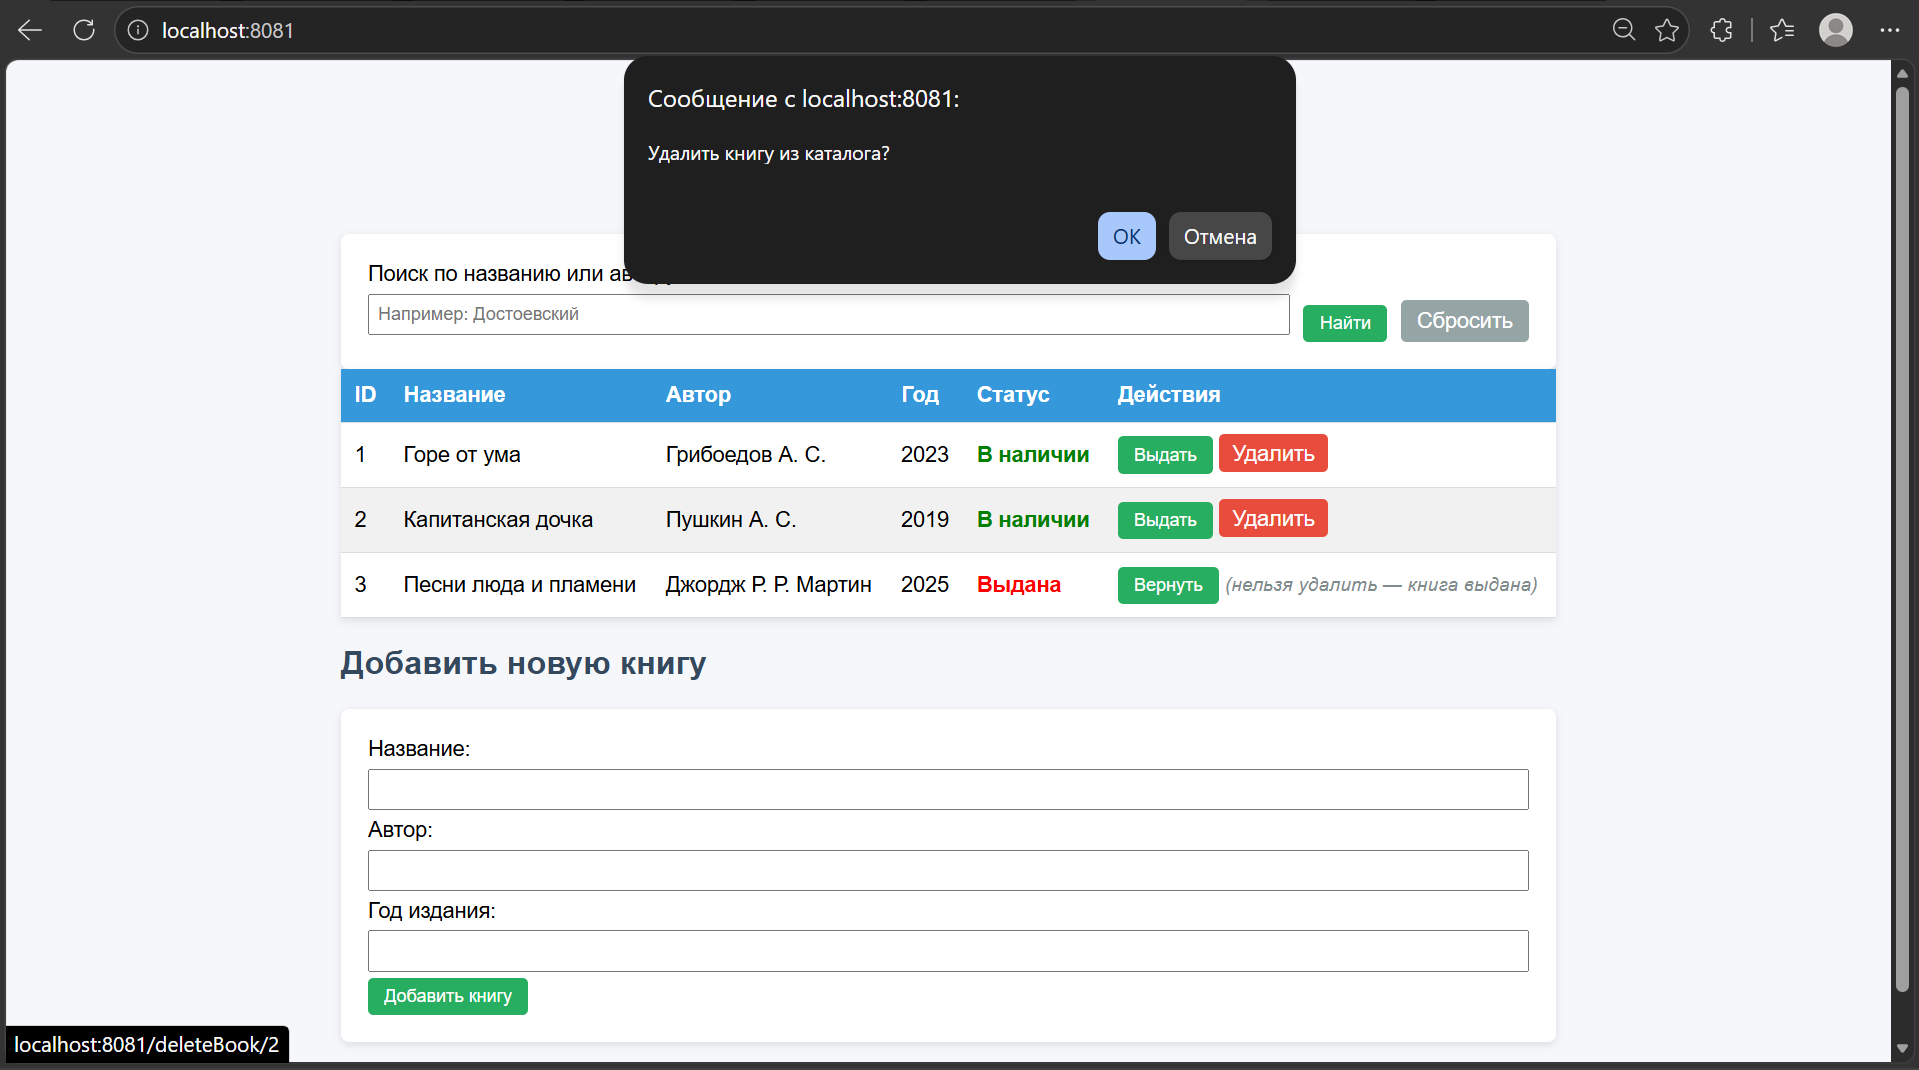 localhost:8081
Сообщение с localhost:8081:
Удалить книгу из каталога?
ОК
Отмена
Поиск по названию или
Например: Достоевский
Найти
Сбросить
ID Название Автор Год Статус Действия
1 Горе от ума Грибоедов А. С. 2023 В наличии Выдать Удалить
2 Капитанская дочка Пушкин А. С. 2019 В наличии Выдать Удалить
3 Песни люда и пламени Джордж Р. Р. Мартин 2025 Выдана Вернуть (нельзя удалить — книга выдана)
Добавить новую книгу
Название:
Автор:
Год издания:
Добавить книгу
localhost:8081/deleteBook/2